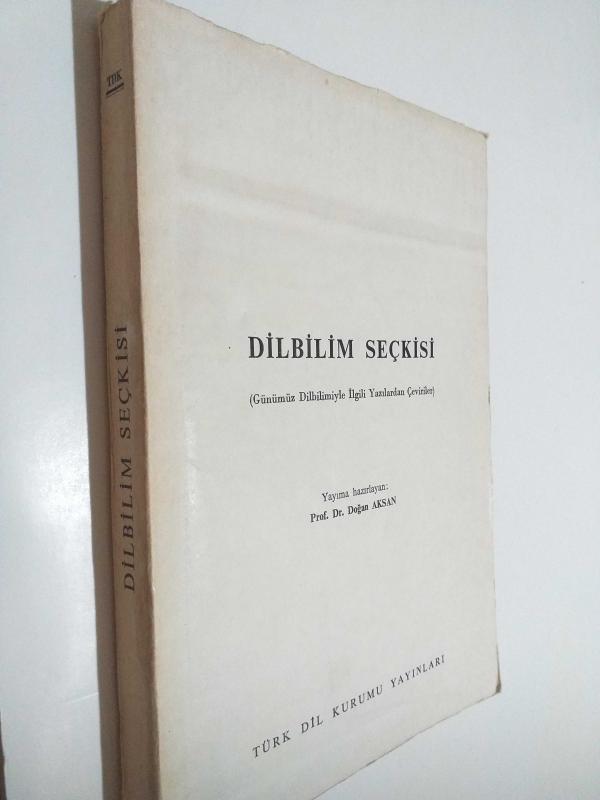 TDK
DİLBİLİM SEÇKİSİ
DİLBİLİM SEÇKİSİ
(Günümüz Dilbilimiyle İlgili Yazılardan Çeviriler)
Yayıma hazırlayan:
Prof. Dr. Doğan AKSAN
TÜRK DİL KURUMU YAYINLARI